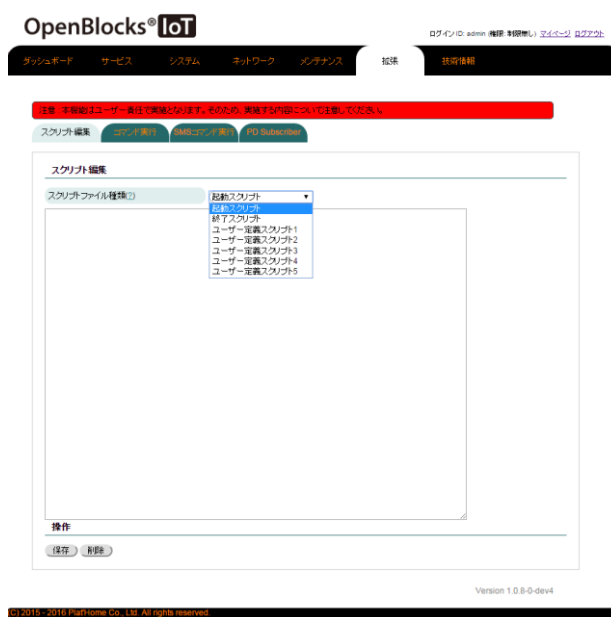 OpenBlocks® IoT
ログインID: admin (権限: 制限無し) マイページ ログアウト
ダッシュボード サービス システム ネットワーク メンテナンス 拡張 技術情報
注意: 本機能はユーザー責任で実施となります。そのため、実施する内容について注意してください。
スクリプト編集 コマンド実行 SMSコマンド実行 PD Subscriber
スクリプト編集
スクリプトファイル種類(?) 起動スクリプト
起動スクリプト
終了スクリプト
ユーザー定義スクリプト1
ユーザー定義スクリプト2
ユーザー定義スクリプト3
ユーザー定義スクリプト4
ユーザー定義スクリプト5
操作
保存 削除
Version 1.0.8-0-dev4
(C) 2015 - 2016 Plat'Home Co., Ltd. All rights reserved.